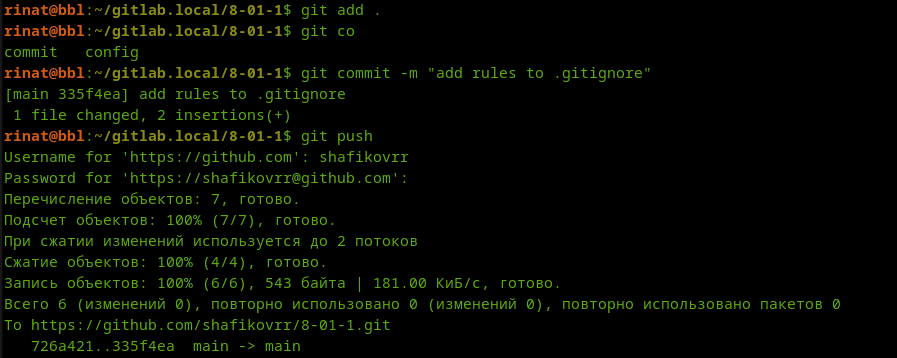 rinat@bbl:~/gitlab.local/8-01-1$ git add .
rinat@bbl:~/gitlab.local/8-01-1$ git co
commit   config
rinat@bbl:~/gitlab.local/8-01-1$ git commit -m "add rules to .gitignore"
[main 335f4ea] add rules to .gitignore
 1 file changed, 2 insertions(+)
rinat@bbl:~/gitlab.local/8-01-1$ git push
Username for 'https://github.com': shafikovrr
Password for 'https://shafikovrr@github.com':
Перечисление объектов: 7, готово.
Подсчет объектов: 100% (7/7), готово.
При сжатии изменений используется до 2 потоков
Сжатие объектов: 100% (4/4), готово.
Запись объектов: 100% (6/6), 543 байта | 181.00 КиБ/с, готово.
Всего 6 (изменений 0), повторно использовано 0 (изменений 0), повторно использовано пакетов 0
To https://github.com/shafikovrr/8-01-1.git
   726a421..335f4ea  main -> main